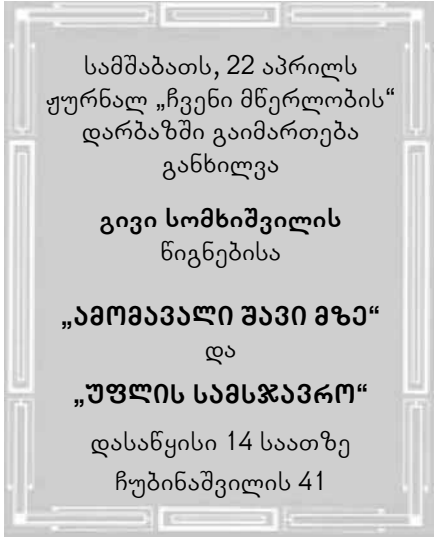 სამშაბათს, 22 აპრილს
ჟურნალ „ჩვენი მწერლობის“
დარბაზში გაიმართება
განხილვა
გივი სომხიშვილის
წიგნებისა
„ამომავალი შავი მზე“
და
„უფლის სამსჯავრო“
დასაწყისი 14 საათზე
ჩუბინაშვილის 41